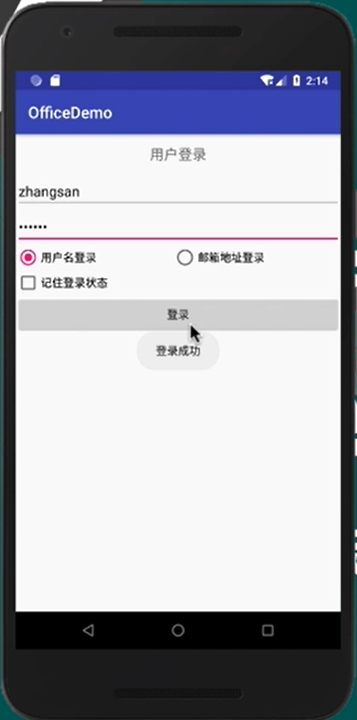 2:14
OfficeDemo
用户登录
zhangsan
••••••
用户名登录 邮箱地址登录
记住登录状态
登录
登录成功